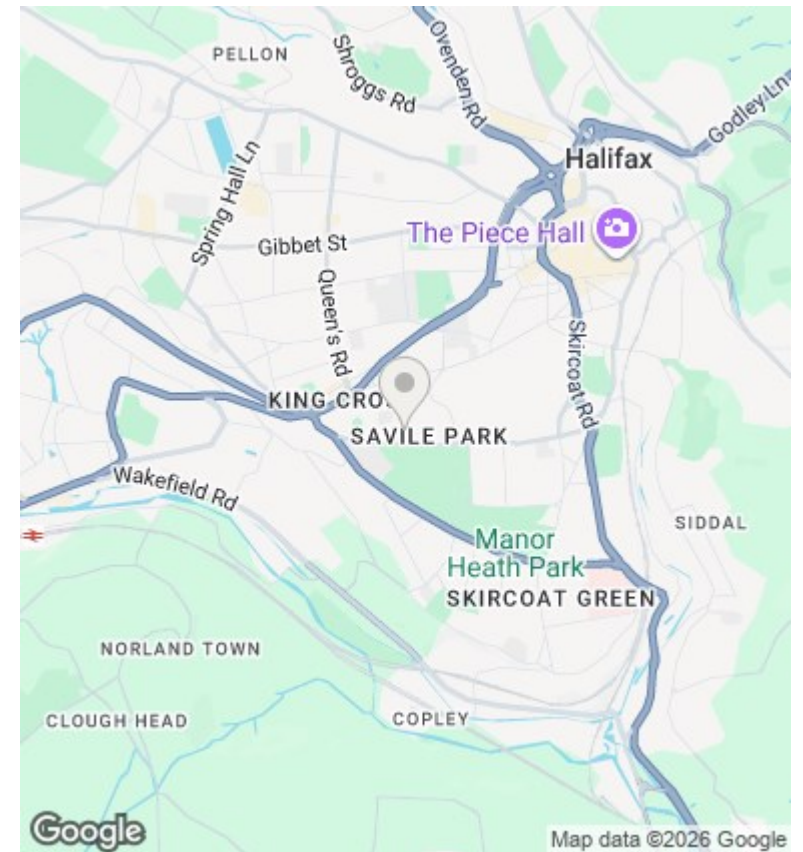 PELLON
Shroggs Rd
Ovenden Rd
Godley Ln
Halifax
Spring Hall Ln
The Piece Hall
Gibbet St
Queen's Rd
Skircoat Rd
KING CRO
SAVILE PARK
Wakefield Rd
SIDDAL
Manor
Heath Park
SKIRCOAT GREEN
NORLAND TOWN
CLOUGH HEAD
COPLEY
Google
Map data ©2026 Google